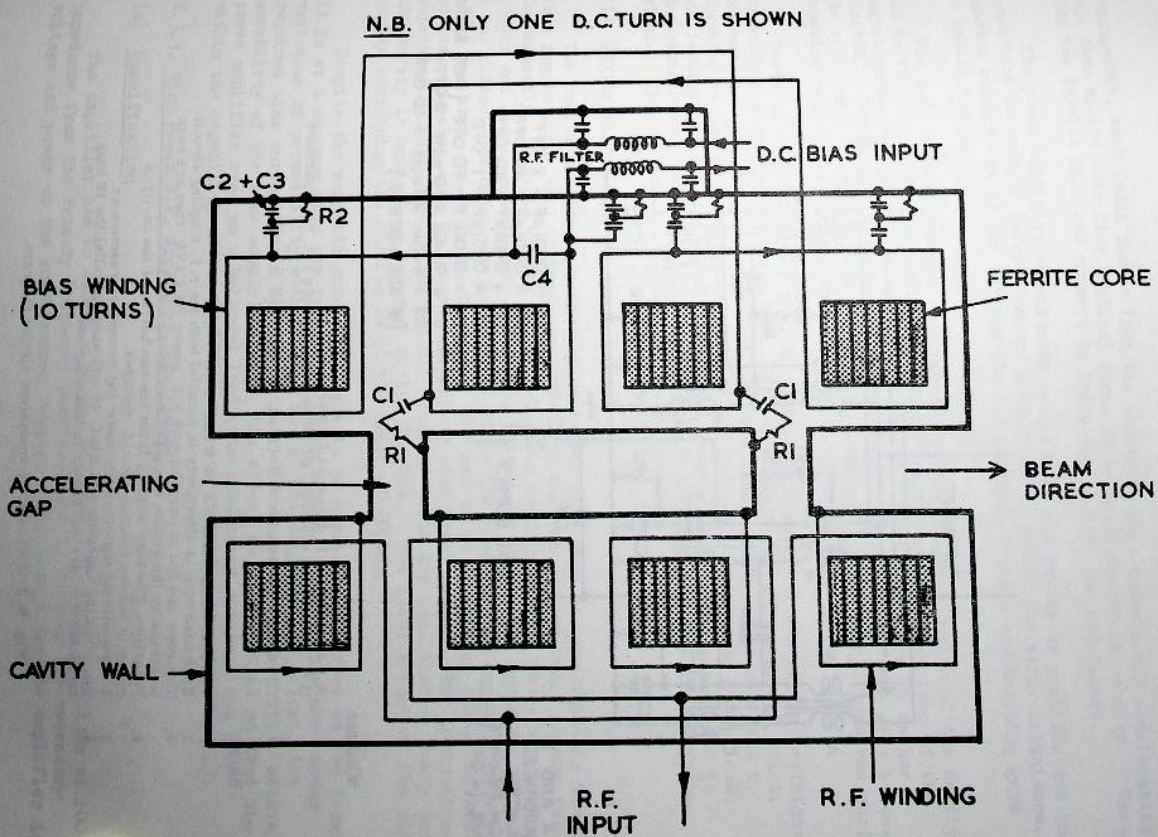 N.B. ONLY ONE D.C. TURN IS SHOWN
R.F. FILTER
D.C. BIAS INPUT
C2 + C3
R2
C4
BIAS WINDING
(10 TURNS)
FERRITE CORE
C1
R1
C1
R1
ACCELERATING
GAP
BEAM
DIRECTION
CAVITY WALL
R.F.
INPUT
R.F. WINDING